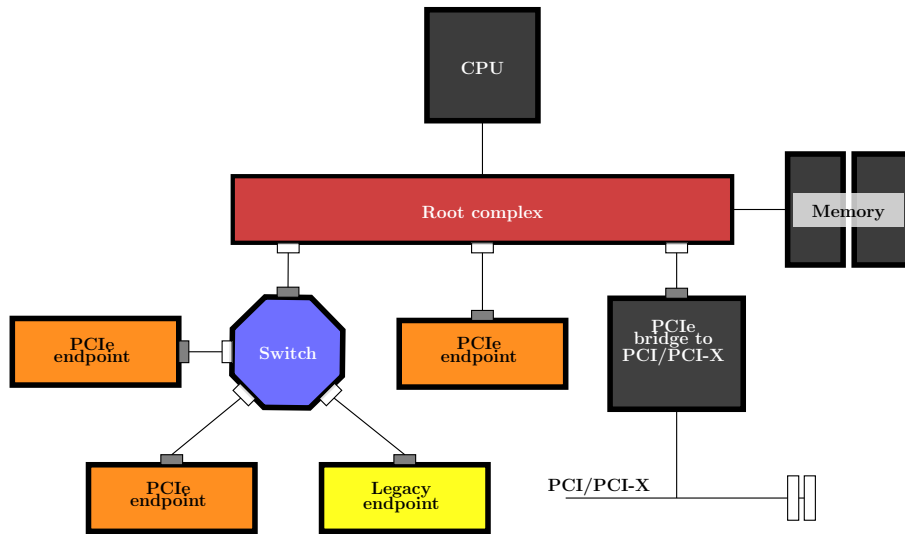 CPU
Root complex
Memory
PCIe
endpoint
Switch
PCIe
endpoint
PCIe
bridge to
PCI/PCI-X
PCIe
endpoint
Legacy
endpoint
PCI/PCI-X